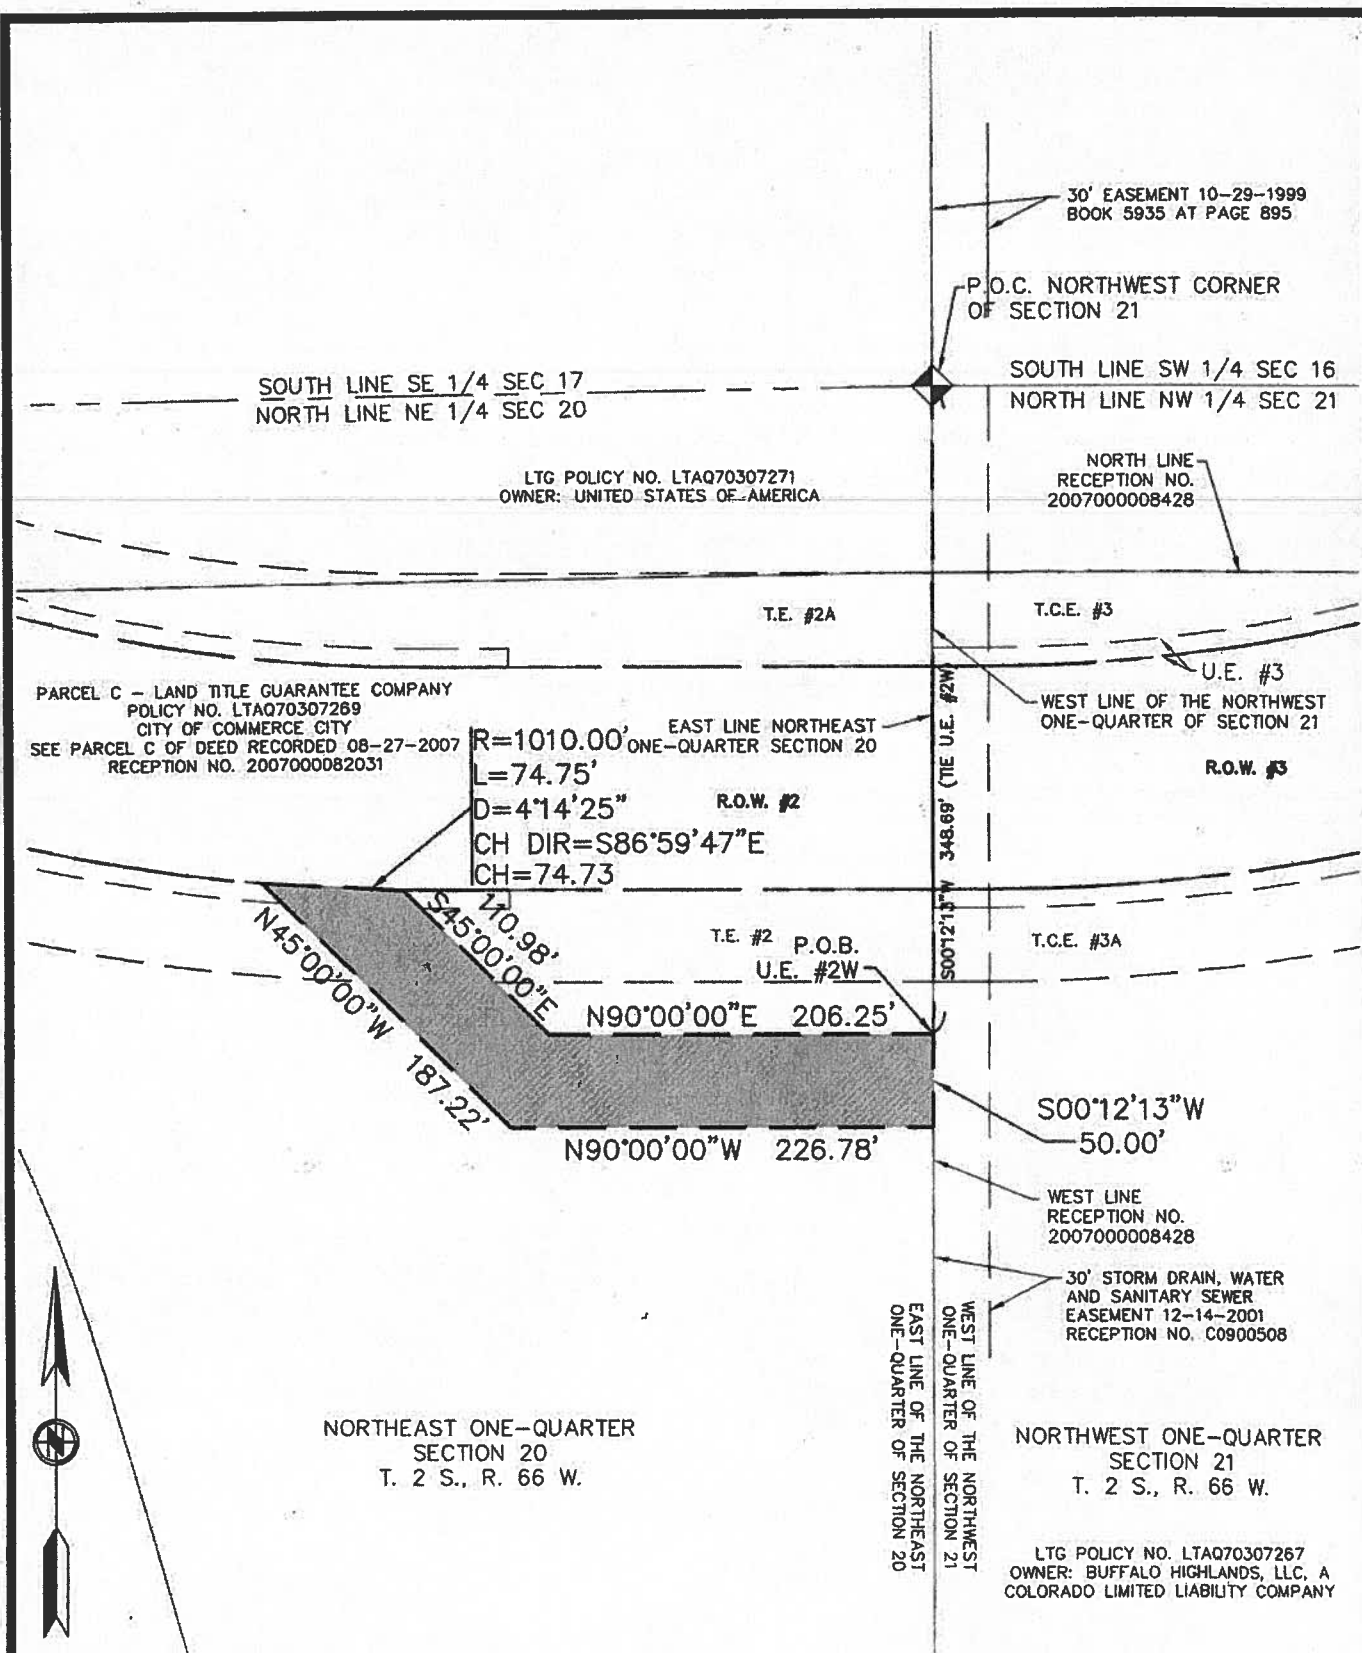 30' EASEMENT 10-29-1999
BOOK 5935 AT PAGE 895
P.O.C. NORTHWEST CORNER
OF SECTION 21
SOUTH LINE SE 1/4 SEC 17
NORTH LINE NE 1/4 SEC 20
SOUTH LINE SW 1/4 SEC 16
NORTH LINE NW 1/4 SEC 21
LTG POLICY NO. LTAQ70307271
OWNER: UNITED STATES OF AMERICA
NORTH LINE
RECEPTION NO.
2007000008428
T.E. #2A
T.C.E. #3
U.E. #3
PARCEL C - LAND TITLE GUARANTEE COMPANY
POLICY NO. LTAQ70307269
CITY OF COMMERCE CITY
SEE PARCEL C OF DEED RECORDED 08-27-2007
RECEPTION NO. 2007000082031
WEST LINE OF THE NORTHWEST
ONE-QUARTER OF SECTION 21
EAST LINE NORTHEAST
ONE-QUARTER SECTION 20
R=1010.00'
L=74.75'
D=4°14'25"
CH DIR=S86°59'47"E
CH=74.73
R.O.W. #2
R.O.W. #3
S00°12'13"W 348.69' (TIE U.E. #2W)
110.98'
S45°00'00"E
N45°00'00"W 187.22'
T.E. #2
P.O.B.
U.E. #2W
T.C.E. #3A
N90°00'00"E 206.25'
N90°00'00"W 226.78'
S00°12'13"W
50.00'
WEST LINE
RECEPTION NO.
2007000008428
30' STORM DRAIN, WATER
AND SANITARY SEWER
EASEMENT 12-14-2001
RECEPTION NO. C0900508
EAST LINE OF THE NORTHEAST
ONE-QUARTER OF SECTION 20
WEST LINE OF THE NORTHWEST
ONE-QUARTER OF SECTION 21
N
NORTHEAST ONE-QUARTER
SECTION 20
T. 2 S., R. 66 W.
NORTHWEST ONE-QUARTER
SECTION 21
T. 2 S., R. 66 W.
LTG POLICY NO. LTAQ70307267
OWNER: BUFFALO HIGHLANDS, LLC, A
COLORADO LIMITED LIABILITY COMPANY